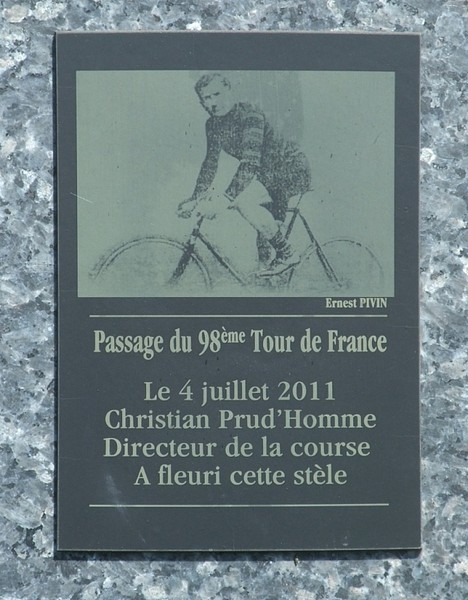 Ernest PIVIN
Passage du 98ème Tour de France
Le 4 juillet 2011
Christian Prud'Homme
Directeur de la course
A fleuri cette stèle